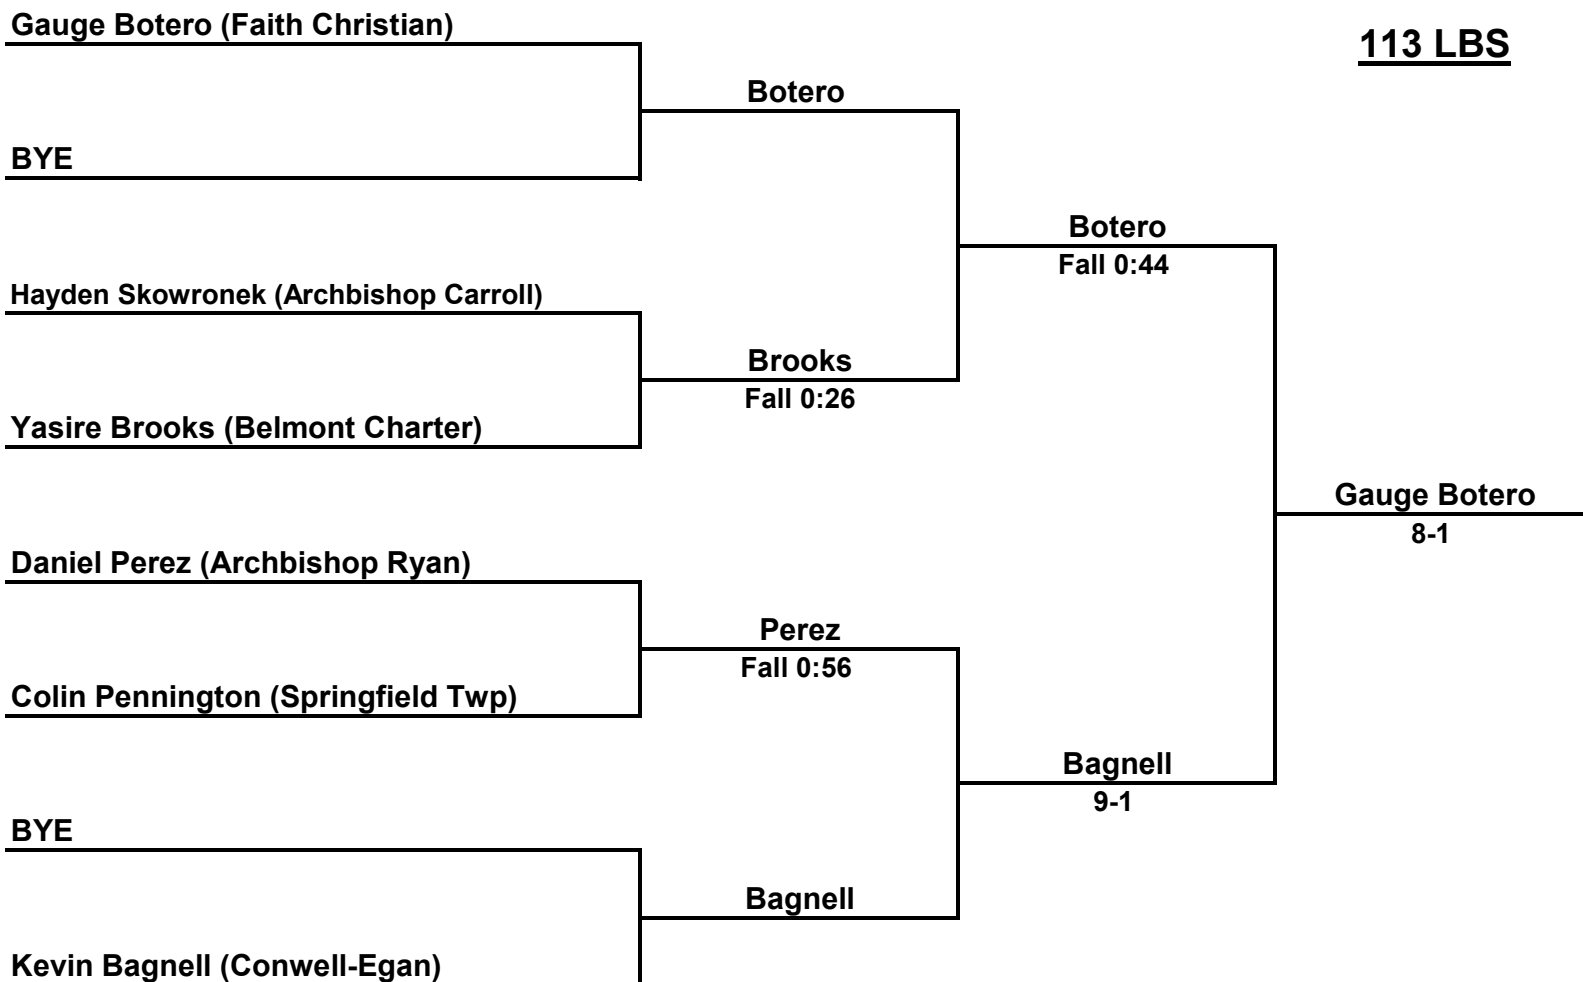 Gauge Botero (Faith Christian)
113 LBS
Botero
BYE
Botero
Fall 0:44
Hayden Skowronek (Archbishop Carroll)
Brooks
Fall 0:26
Yasire Brooks (Belmont Charter)
Gauge Botero
8-1
Daniel Perez (Archbishop Ryan)
Perez
Fall 0:56
Colin Pennington (Springfield Twp)
Bagnell
9-1
BYE
Bagnell
Kevin Bagnell (Conwell-Egan)